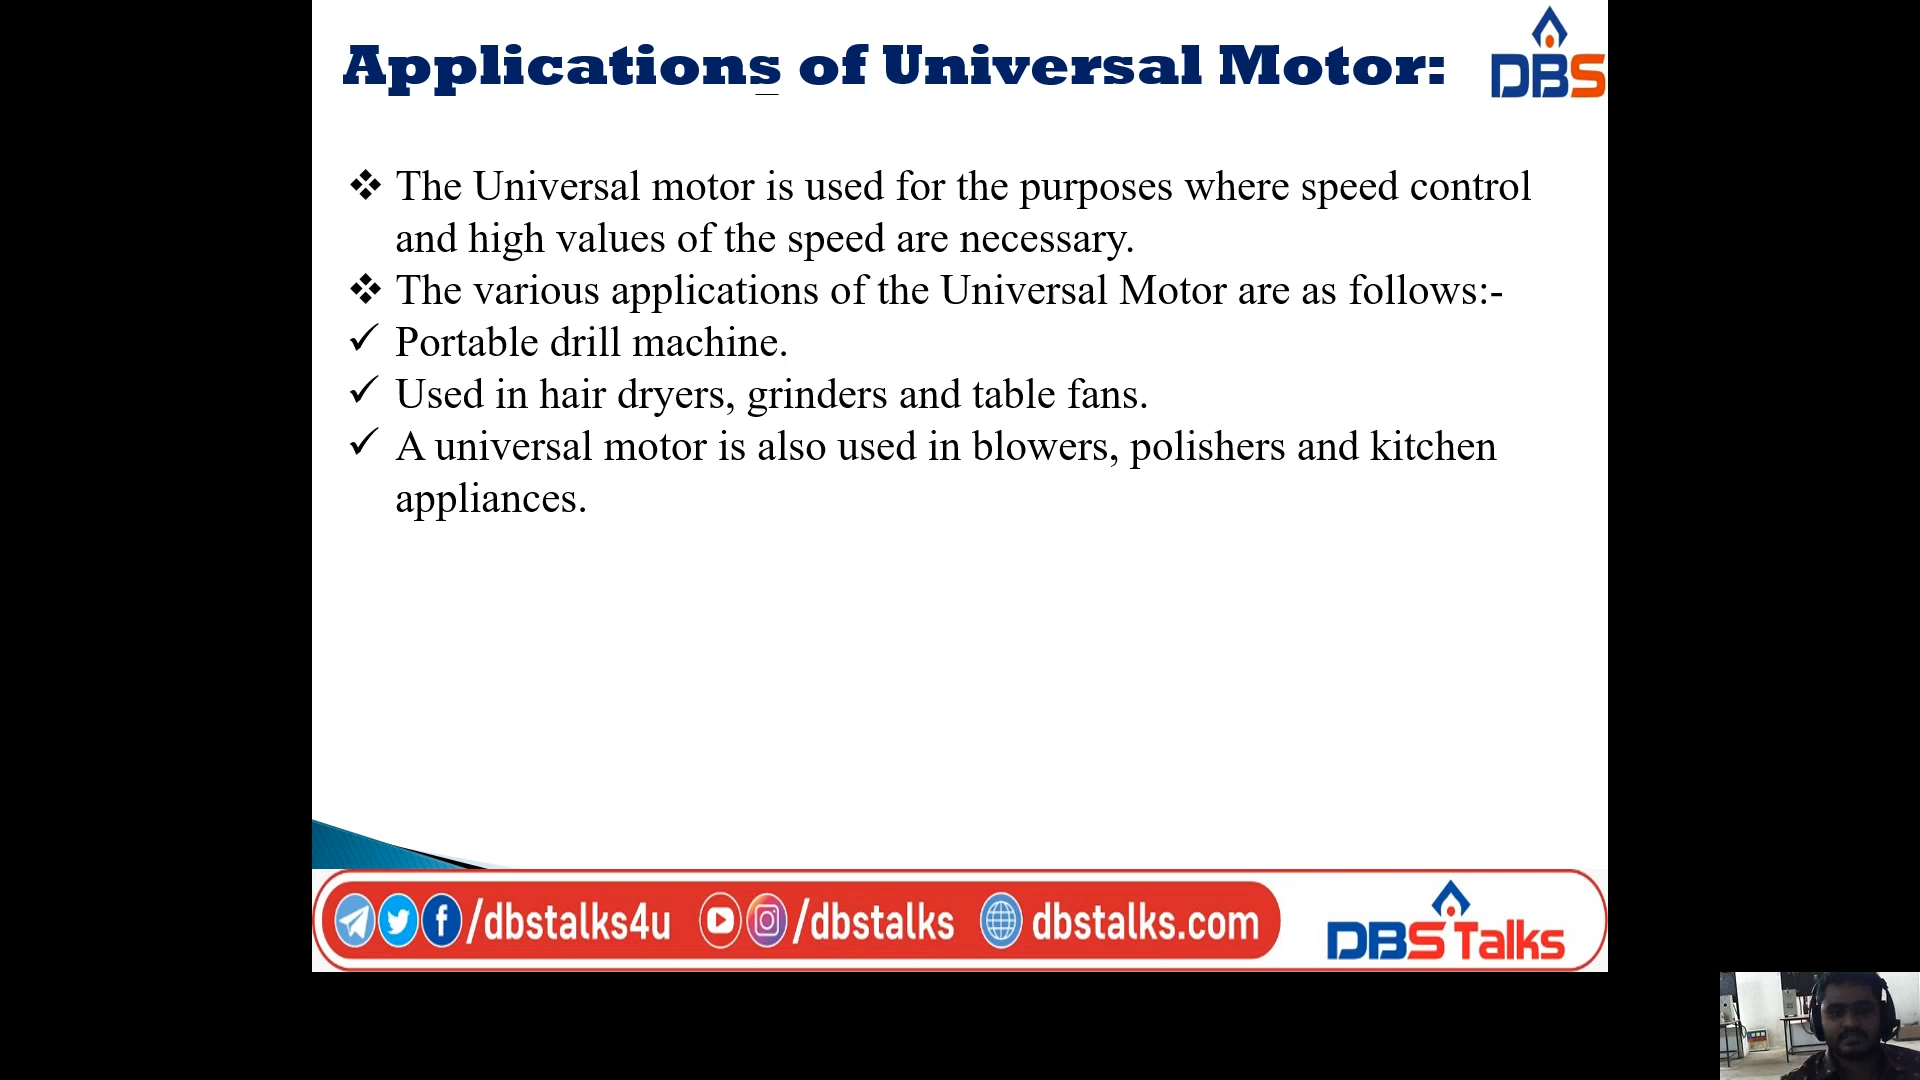 Applications of Universal Motor:
DBS
❖ The Universal motor is used for the purposes where speed control
and high values of the speed are necessary.
❖ The various applications of the Universal Motor are as follows:-
✓ Portable drill machine.
✓ Used in hair dryers, grinders and table fans.
✓ A universal motor is also used in blowers, polishers and kitchen
appliances.
/dbstalks4u /dbstalks dbstalks.com DBS Talks